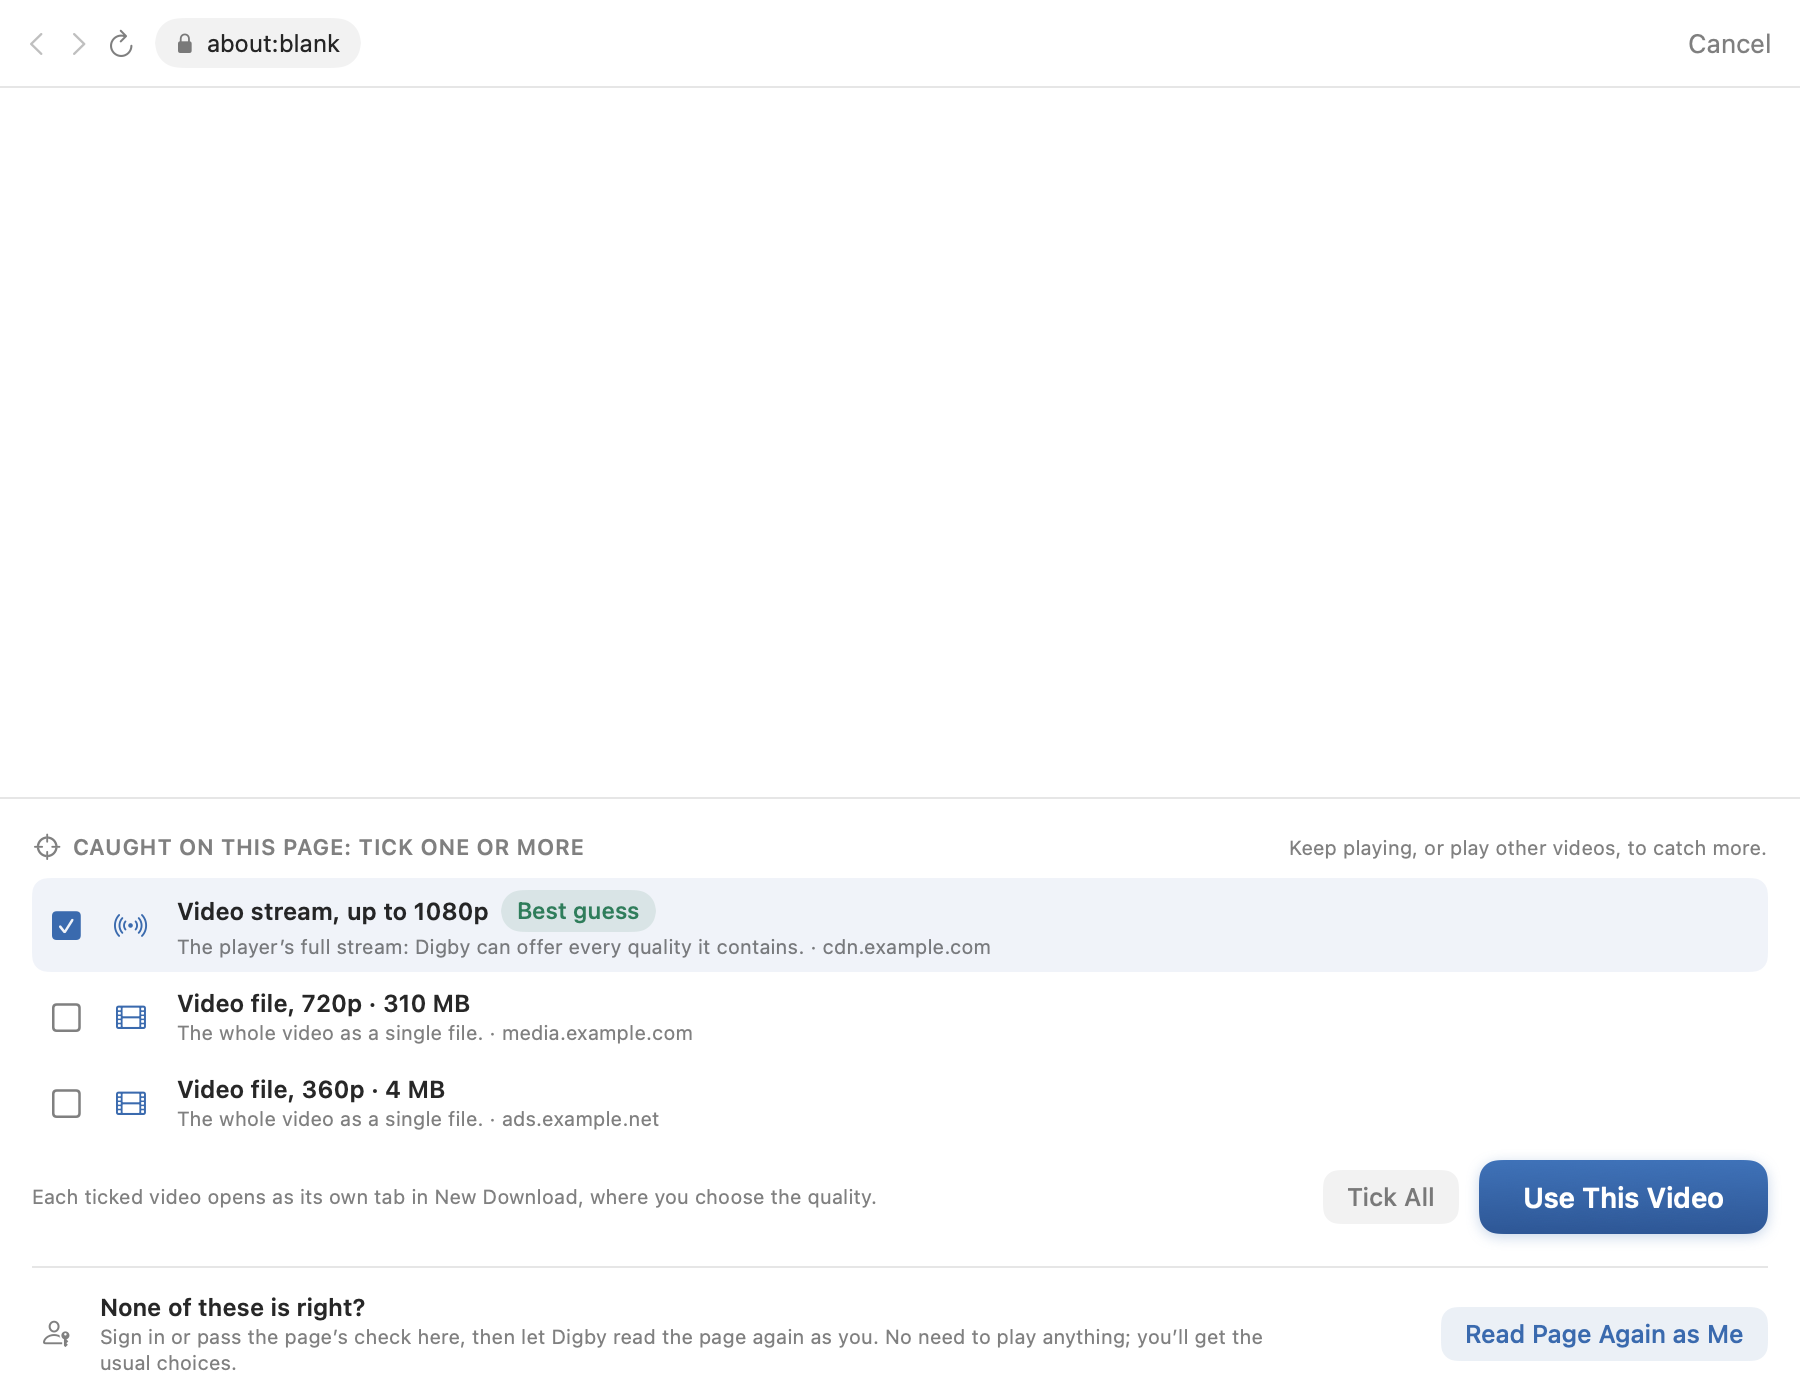 about:blank
Cancel
CAUGHT ON THIS PAGE: TICK ONE OR MORE
Keep playing, or play other videos, to catch more.
Video stream, up to 1080p
Best guess
The player’s full stream: Digby can offer every quality it contains. · cdn.example.com
Video file, 720p · 310 MB
The whole video as a single file. · media.example.com
Video file, 360p · 4 MB
The whole video as a single file. · ads.example.net
Each ticked video opens as its own tab in New Download, where you choose the quality.
Tick All
Use This Video
None of these is right?
Sign in or pass the page’s check here, then let Digby read the page again as you. No need to play anything; you’ll get the
usual choices.
Read Page Again as Me